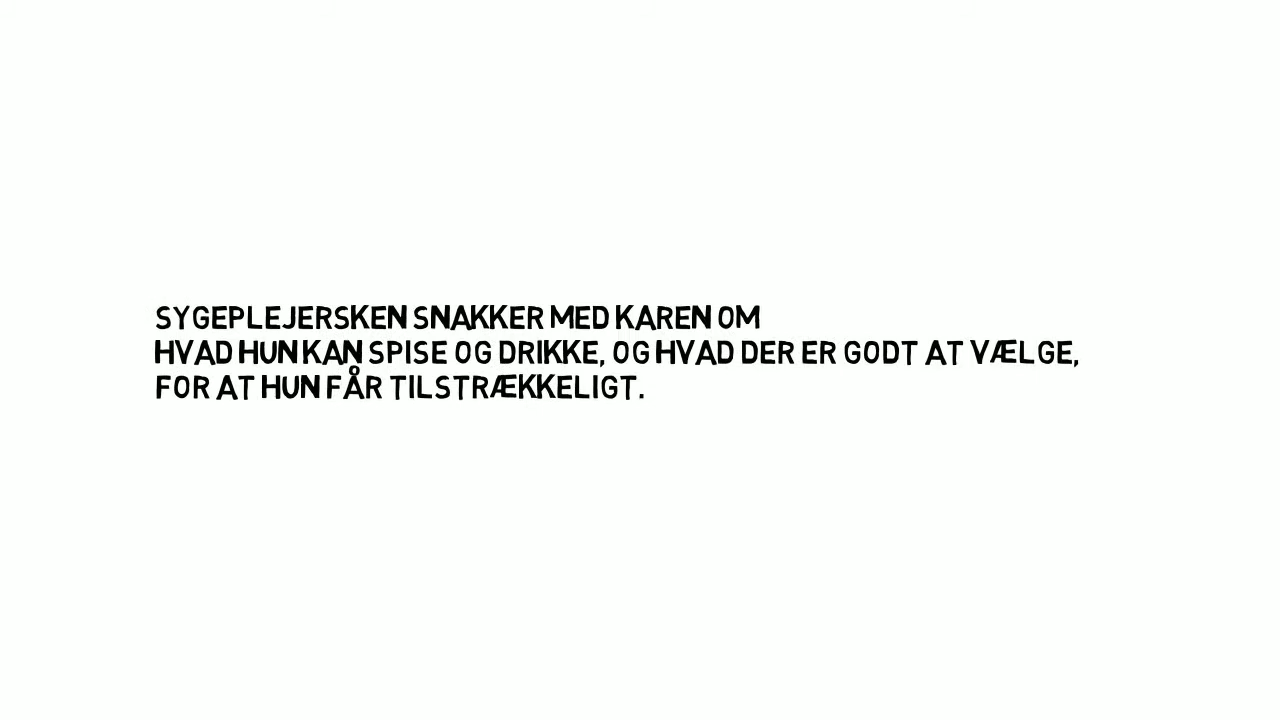 SYGEPLEJERSKEN SNAKKER MED KAREN OM
HVAD HUN KAN SPISE OG DRIKKE, OG HVAD DER ER GODT AT VÆLGE,
FOR AT HUN FÅR TILSTRÆKKELIGT.